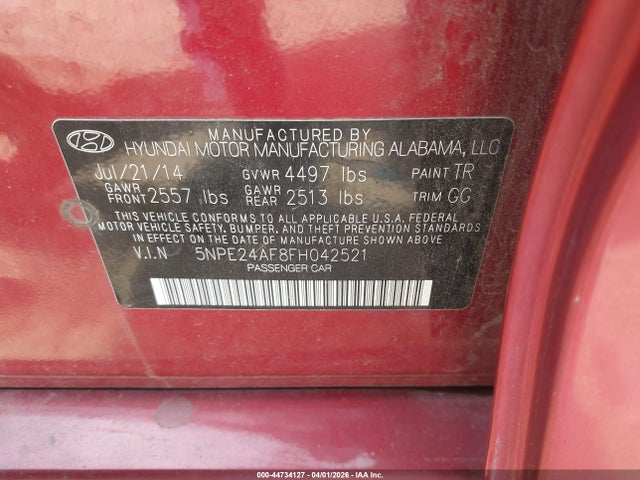 MANUFACTURED BY
HYUNDAI MOTOR MANUFACTURING ALABAMA, LLC
Jul/21/14 GVWR 4497 lbs PAINT TR
GAWR FRONT 2557 lbs GAWR REAR 2513 lbs TRIM GG
THIS VEHICLE CONFORMS TO ALL APPLICABLE U.S.A. FEDERAL
MOTOR VEHICLE SAFETY, BUMPER, AND THEFT PREVENTION STANDARDS
IN EFFECT ON THE DATE OF MANUFACTURE SHOWN ABOVE
V.I.N 5NPE24AF8FH042521
PASSENGER CAR
000-44734127 - 04/01/2026 - IAA Inc.